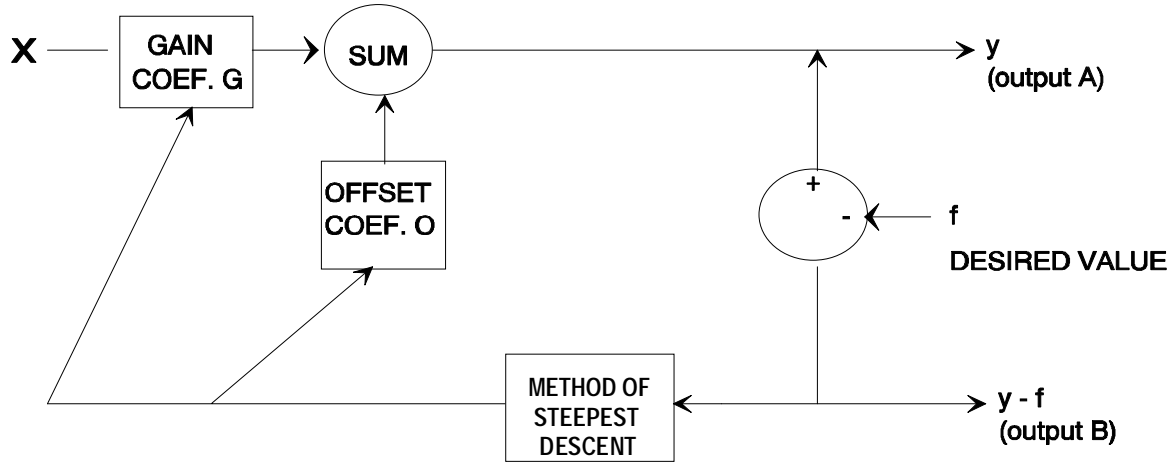 X
GAIN
COEF. G
SUM
y
(output A)
OFFSET
COEF. O
+
-
f
DESIRED VALUE
METHOD OF
STEEPEST
DESCENT
y - f
(output B)